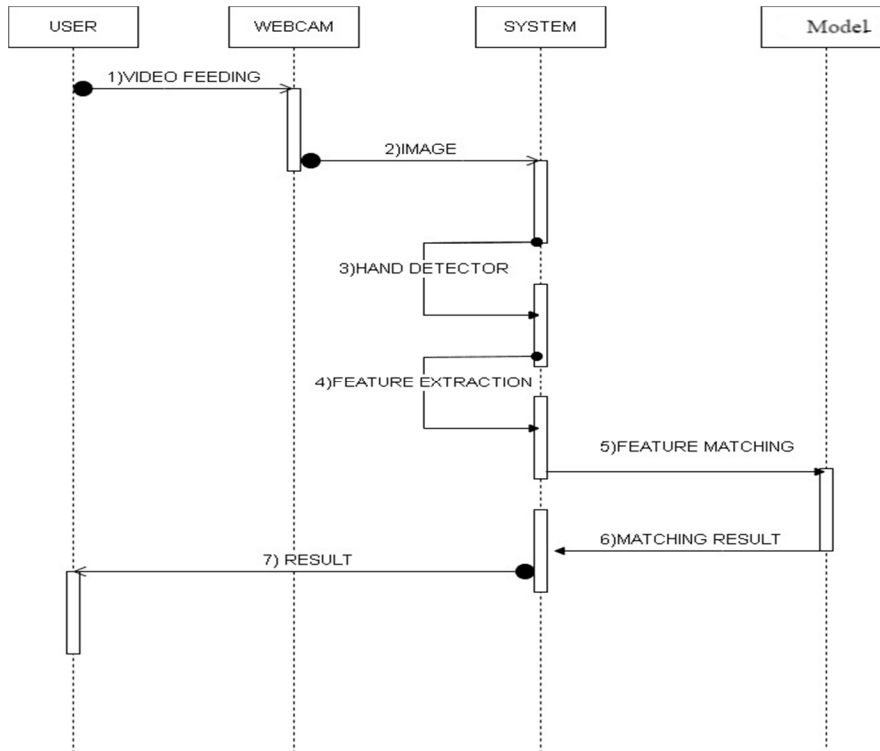 USER
WEBCAM
SYSTEM
Model
1)VIDEO FEEDING
2)IMAGE
3)HAND DETECTOR
4)FEATURE EXTRACTION
5)FEATURE MATCHING
6)MATCHING RESULT
7) RESULT